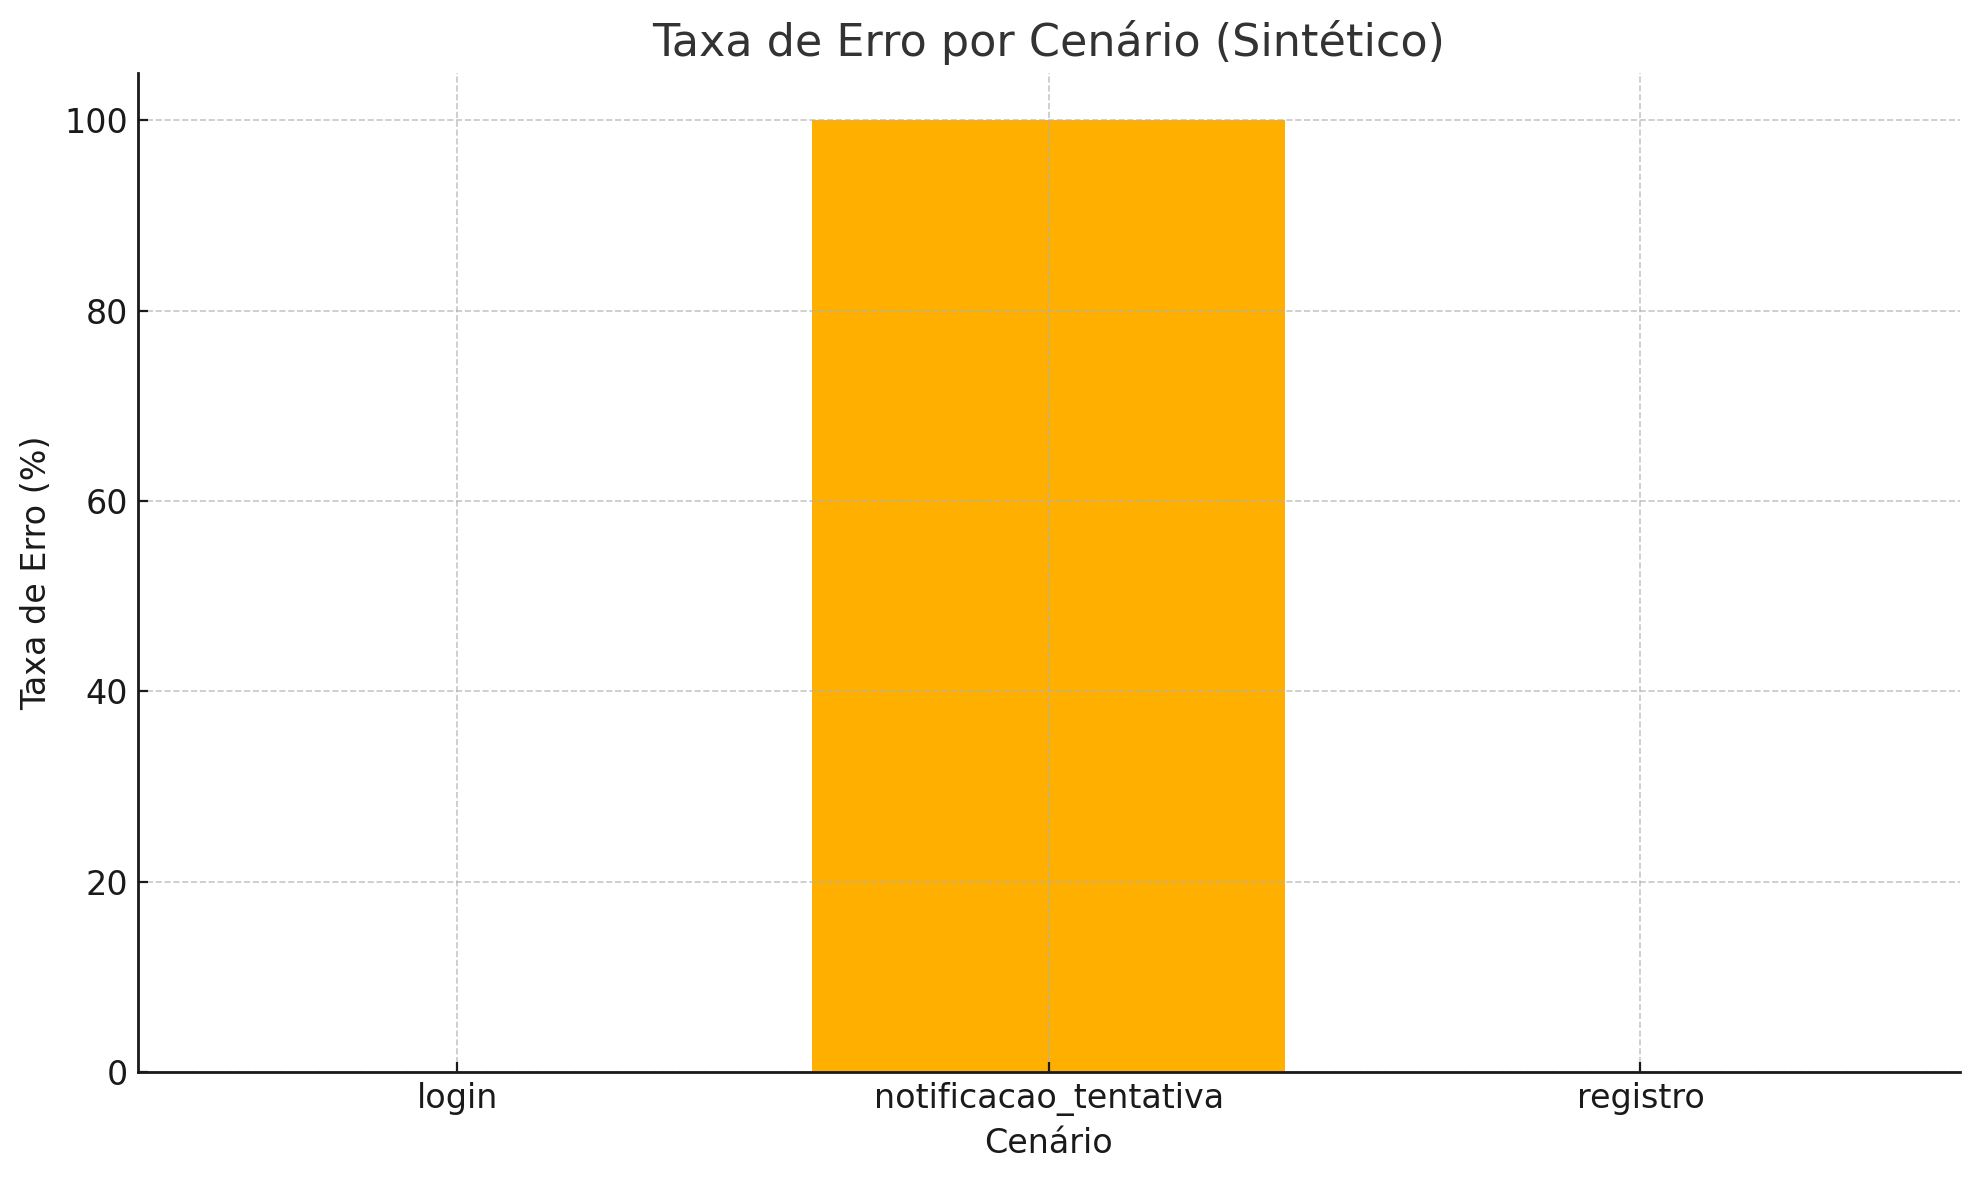 Taxa de Erro por Cenário (Sintético)
Taxa de Erro (%)
100
80
60
40
20
0
login
notificacao_tentativa
registro
Cenário